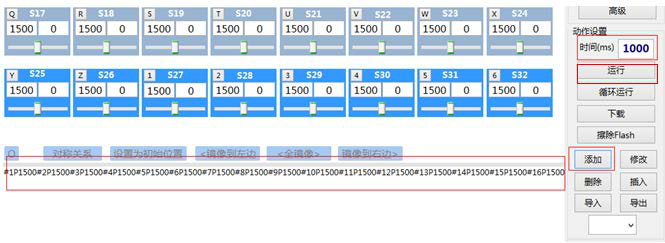 高级
Q S17 R S18 S S19 T S20 U S21 V S22 W S23 X S24
1500 0 1500 0 1500 0 1500 0 1500 0 1500 0 1500 0 1500 0
动作设置
时间(ms) 1000
运行
Y S25 Z S26 1 S27 2 S28 3 S29 4 S30 5 S31 6 S32
1500 0 1500 0 1500 0 1500 0 1500 0 1500 0 1500 0 1500 0
循环运行
下载
擦除Flash
O 对称关系 设置为初始位置 <镜像到左边 <全镜像> 镜像到右边>
添加 修改
#1P1500#2P1500#3P1500#4P1500#5P1500#6P1500#7P1500#8P1500#9P1500#10P1500#11P1500#12P1500#13P1500#14P1500#15P1500#16P1500
删除 插入
导入 导出